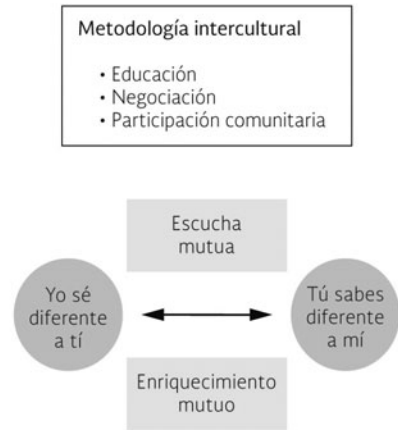 Metodología intercultural
• Educación
• Negociación
• Participación comunitaria
Escucha
mutua
Yo sé
diferente
a tí
Tú sabes
diferente
a mí
Enriquecimiento
mutuo